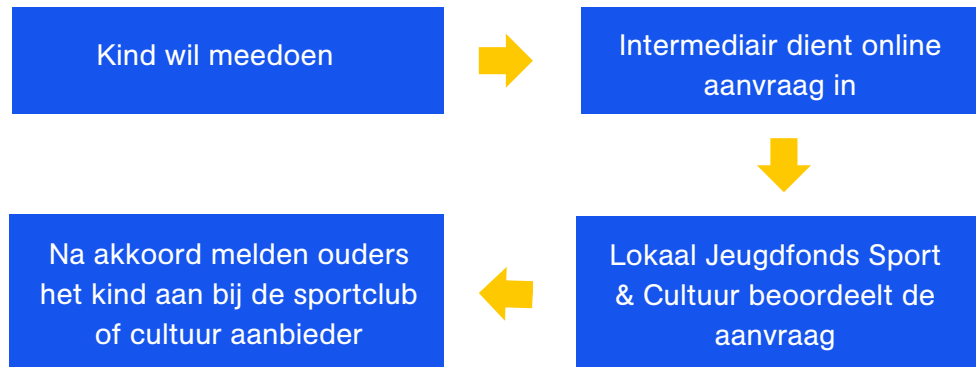 Kind wil meedoen
Intermediair dient online
aanvraag in
Lokaal Jeugdfonds Sport
& Cultuur beoordeelt de
aanvraag
Na akkoord melden ouders
het kind aan bij de sportclub
of cultuur aanbieder